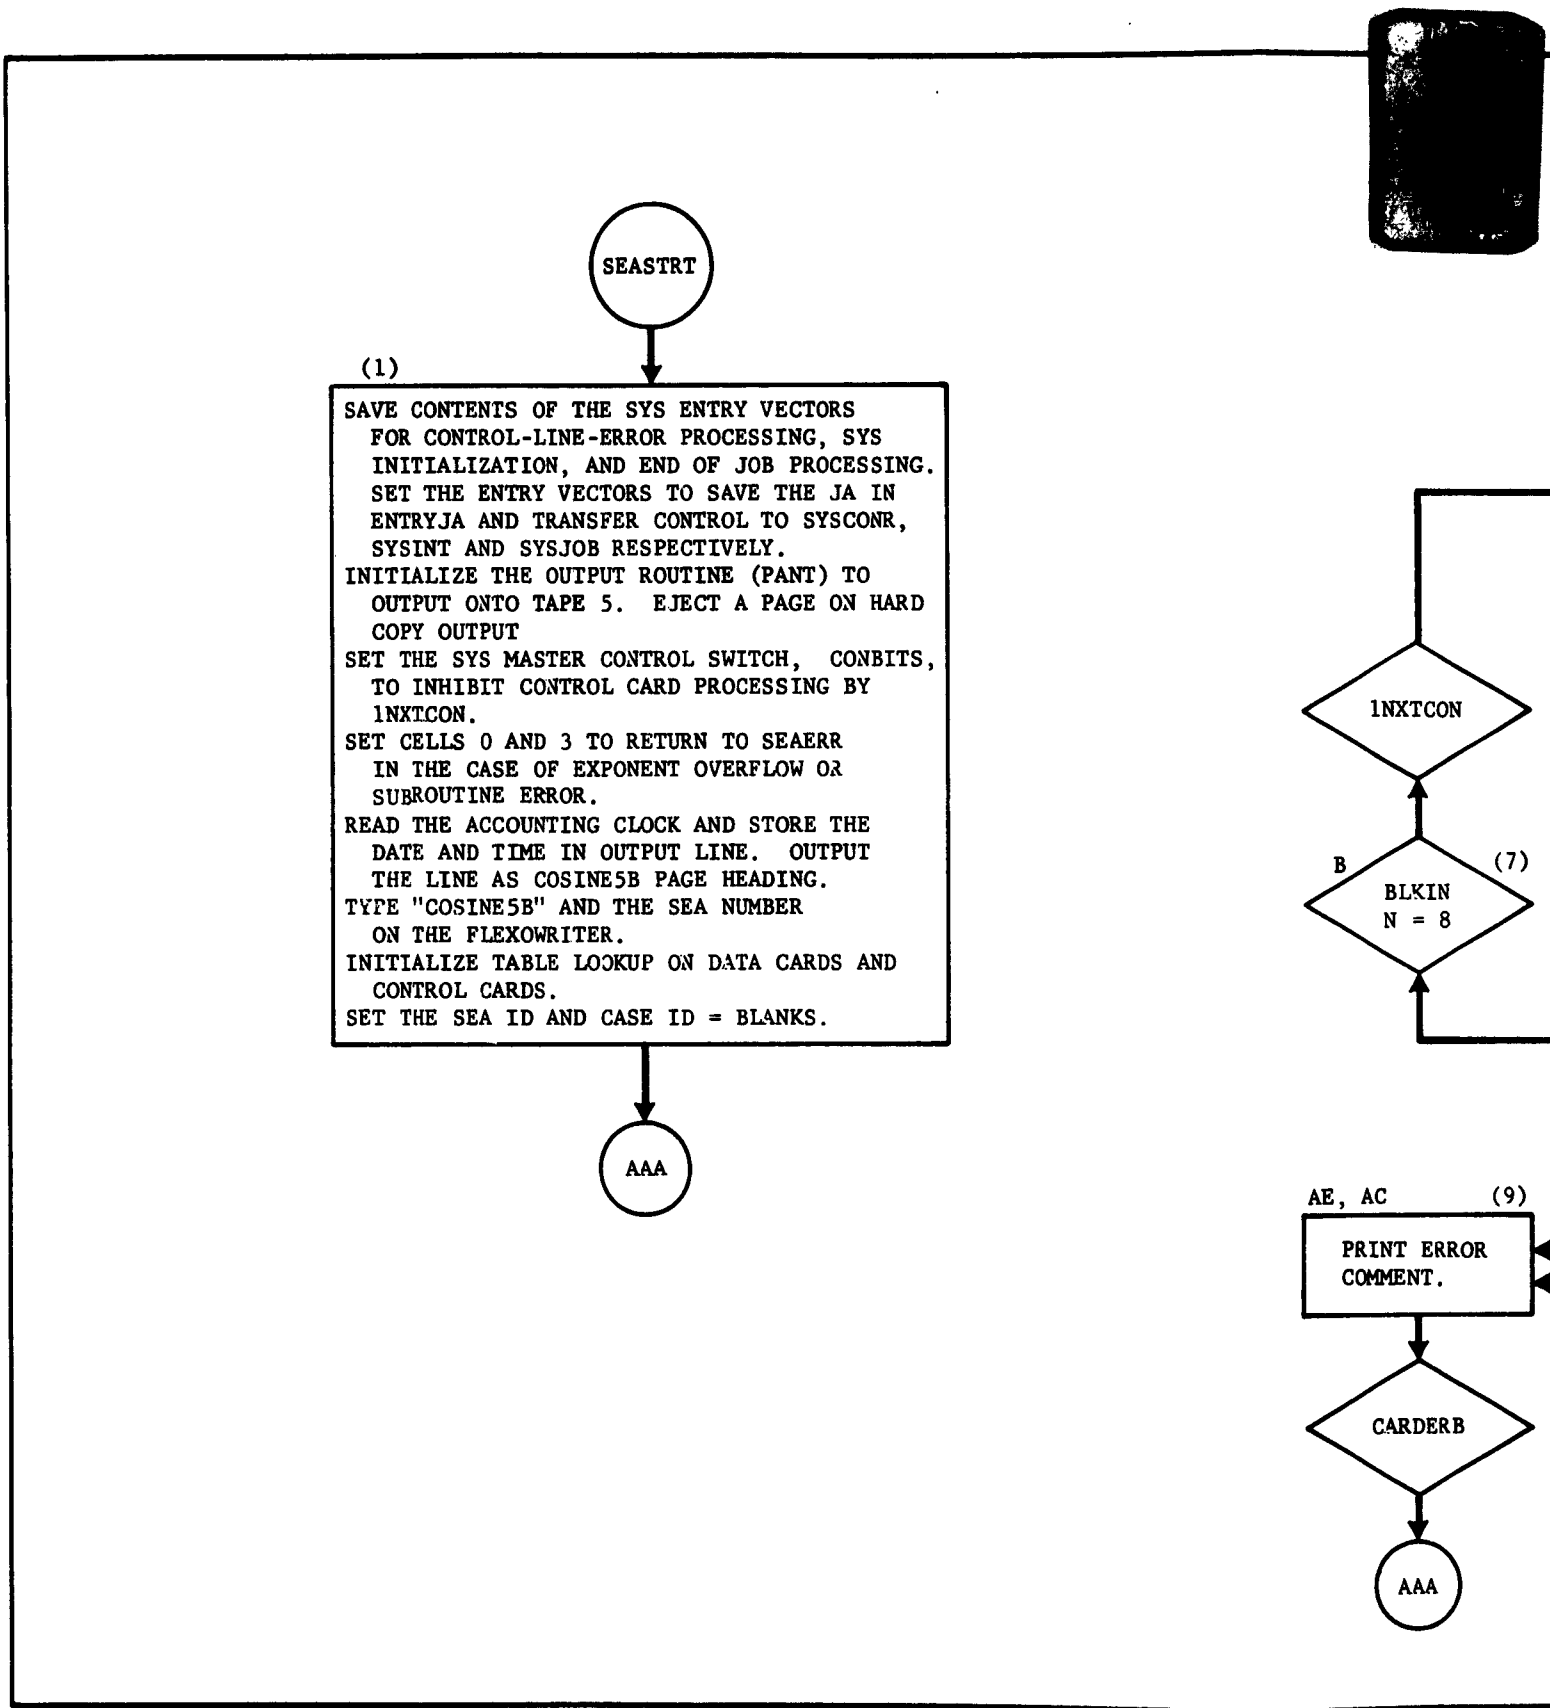 SEASTRT
(1)
SAVE CONTENTS OF THE SYS ENTRY VECTORS
FOR CONTROL-LINE-ERROR PROCESSING, SYS
INITIALIZATION, AND END OF JOB PROCESSING.
SET THE ENTRY VECTORS TO SAVE THE JA IN
ENTRYJA AND TRANSFER CONTROL TO SYSCONR,
SYSINT AND SYSJOB RESPECTIVELY.
INITIALIZE THE OUTPUT ROUTINE (PANT) TO
OUTPUT ONTO TAPE 5. EJECT A PAGE ON HARD
COPY OUTPUT
SET THE SYS MASTER CONTROL SWITCH, CONBITS,
TO INHIBIT CONTROL CARD PROCESSING BY
1NXTCON.
SET CELLS 0 AND 3 TO RETURN TO SEAERR
IN THE CASE OF EXPONENT OVERFLOW OR
SUBROUTINE ERROR.
READ THE ACCOUNTING CLOCK AND STORE THE
DATE AND TIME IN OUTPUT LINE. OUTPUT
THE LINE AS COSINE5B PAGE HEADING.
TYPE "COSINE5B" AND THE SEA NUMBER
ON THE FLEXOWRITER.
INITIALIZE TABLE LOOKUP ON DATA CARDS AND
CONTROL CARDS.
SET THE SEA ID AND CASE ID = BLANKS.
AAA
1NXTCON
B (7)
BLKIN
N = 8
AE, AC (9)
PRINT ERROR
COMMENT.
CARDERB
AAA